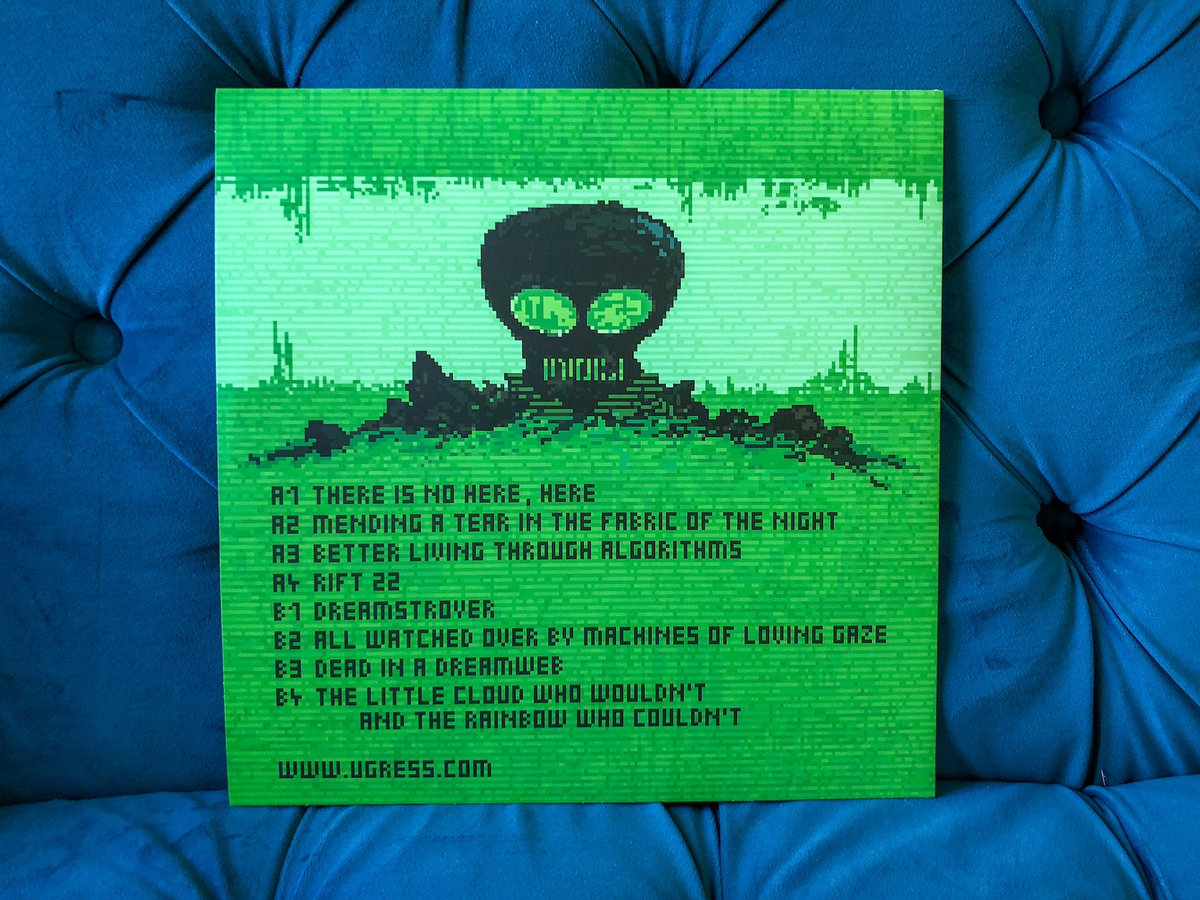 A1 THERE IS NO HERE, HERE
A2 MENDING A TEAR IN THE FABRIC OF THE NIGHT
A3 BETTER LIVING THROUGH ALGORITHMS
A4 RIFT 22
B1 DREAMSTROVER
B2 ALL WATCHED OVER BY MACHINES OF LOVING GAZE
B3 DEAD IN A DREAMWEB
B4 THE LITTLE CLOUD WHO WOULDN'T
AND THE RAINBOW WHO COULDN'T
WWW.UGRESS.COM